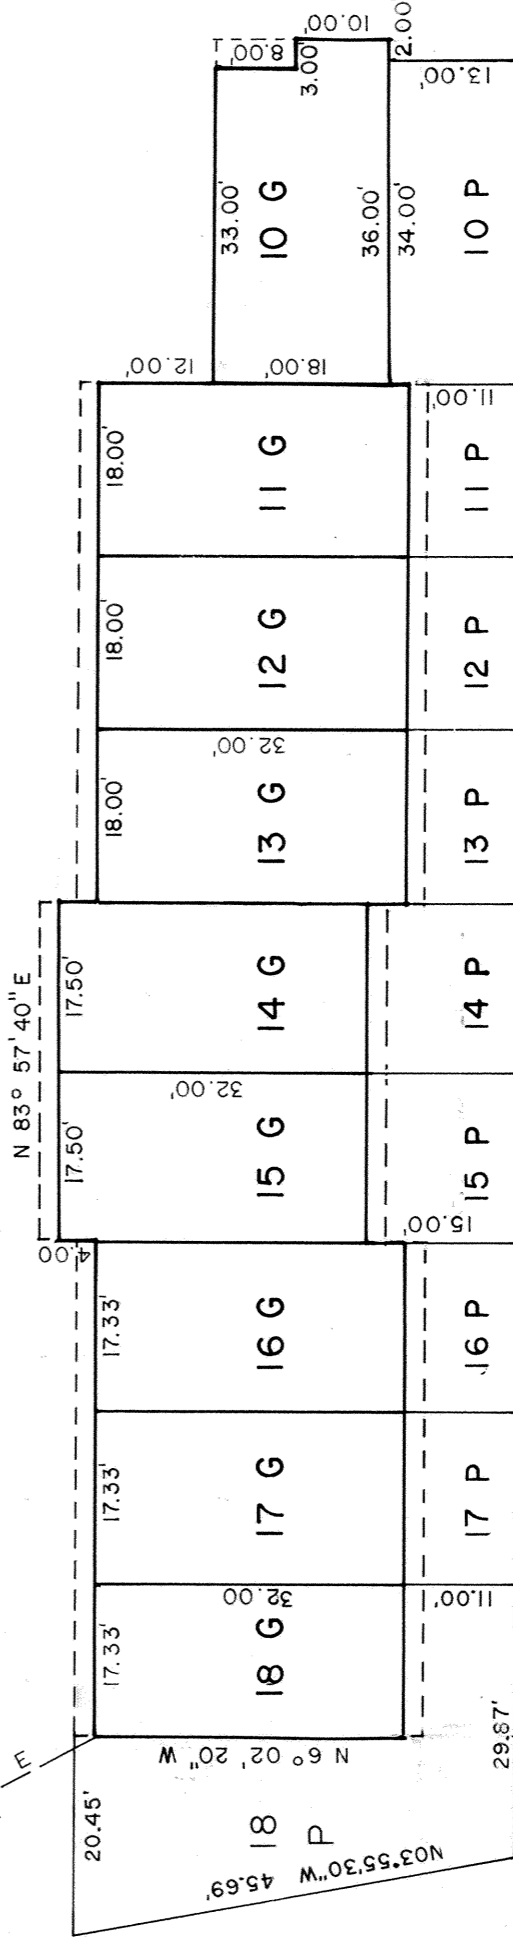 10.00'
8.00'
2.00
3.00'
13.00'
33.00'
10 G
36.00'
34.00'
10 P
12.00'
18.00'
11.00'
18.00'
11 G
11 P
18.00'
12 G
12 P
32.00'
18.00'
13 G
13 P
N 83° 57' 40" E
17.50'
14 G
14 P
32.00'
17.50'
15 G
15 P
15.00'
4.00
17.33'
16 G
16 P
17.33'
17 G
17 P
32.00
11.00'
17.33'
18 G
N 6° 02' 20" W
29.87'
E
20.45'
18
P
N03°55'30"W 45.69'